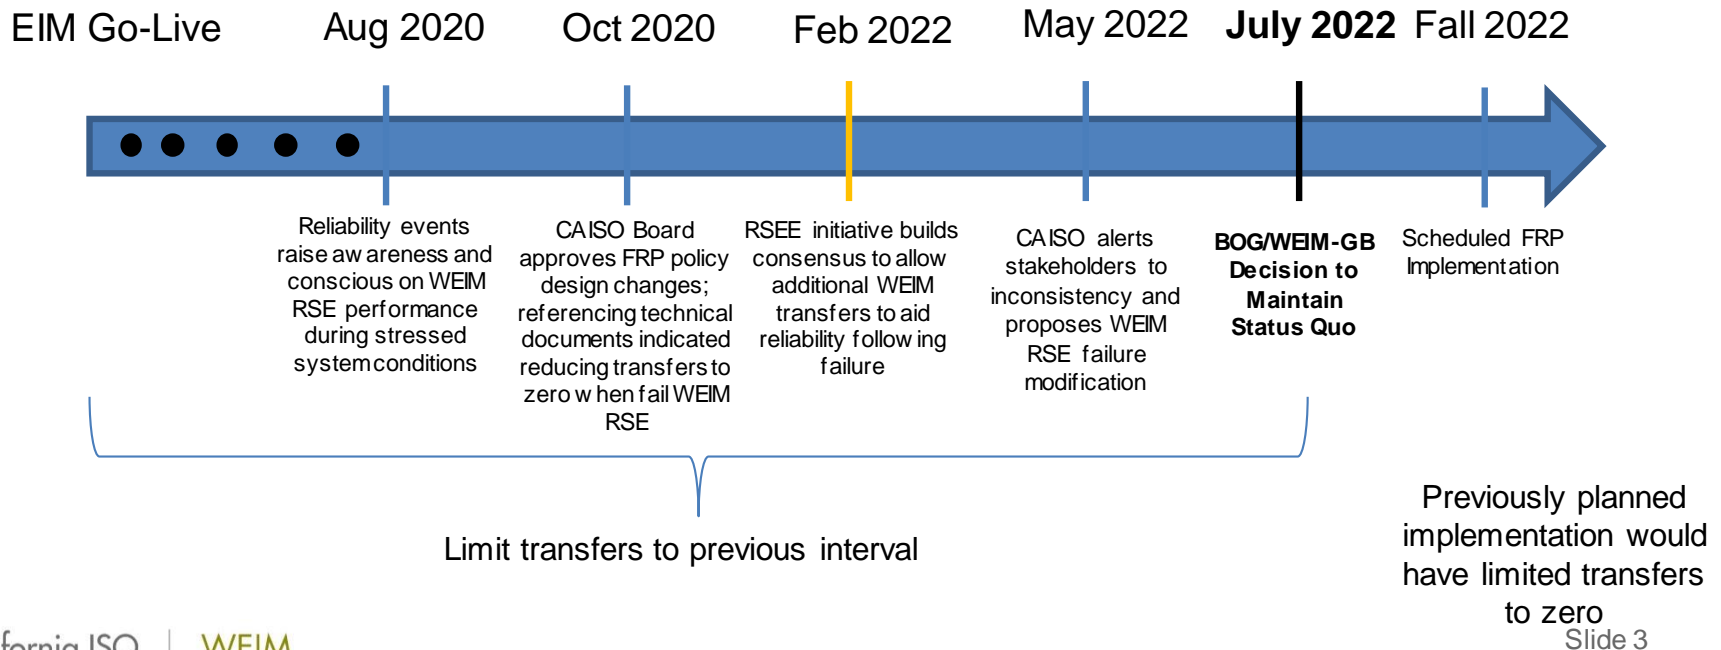 EIM Go-Live
Aug 2020
Oct 2020
Feb 2022
May 2022
July 2022
Fall 2022
Reliability events
raise awareness and
conscious on WEIM
RSE performance
during stressed
system conditions
CAISO Board
approves FRP policy
design changes;
referencing technical
documents indicated
reducing transfers to
zero when fail WEIM
RSE
RSEE initiative builds
consensus to allow
additional WEIM
transfers to aid
reliability following
failure
CAISO alerts
stakeholders to
inconsistency and
proposes WEIM
RSE failure
modification
BOG/WEIM-GB
Decision to
Maintain
Status Quo
Scheduled FRP
Implementation
Limit transfers to previous interval
Previously planned
implementation would
have limited transfers
to zero
fornia ISO
WEIM
Slide 3